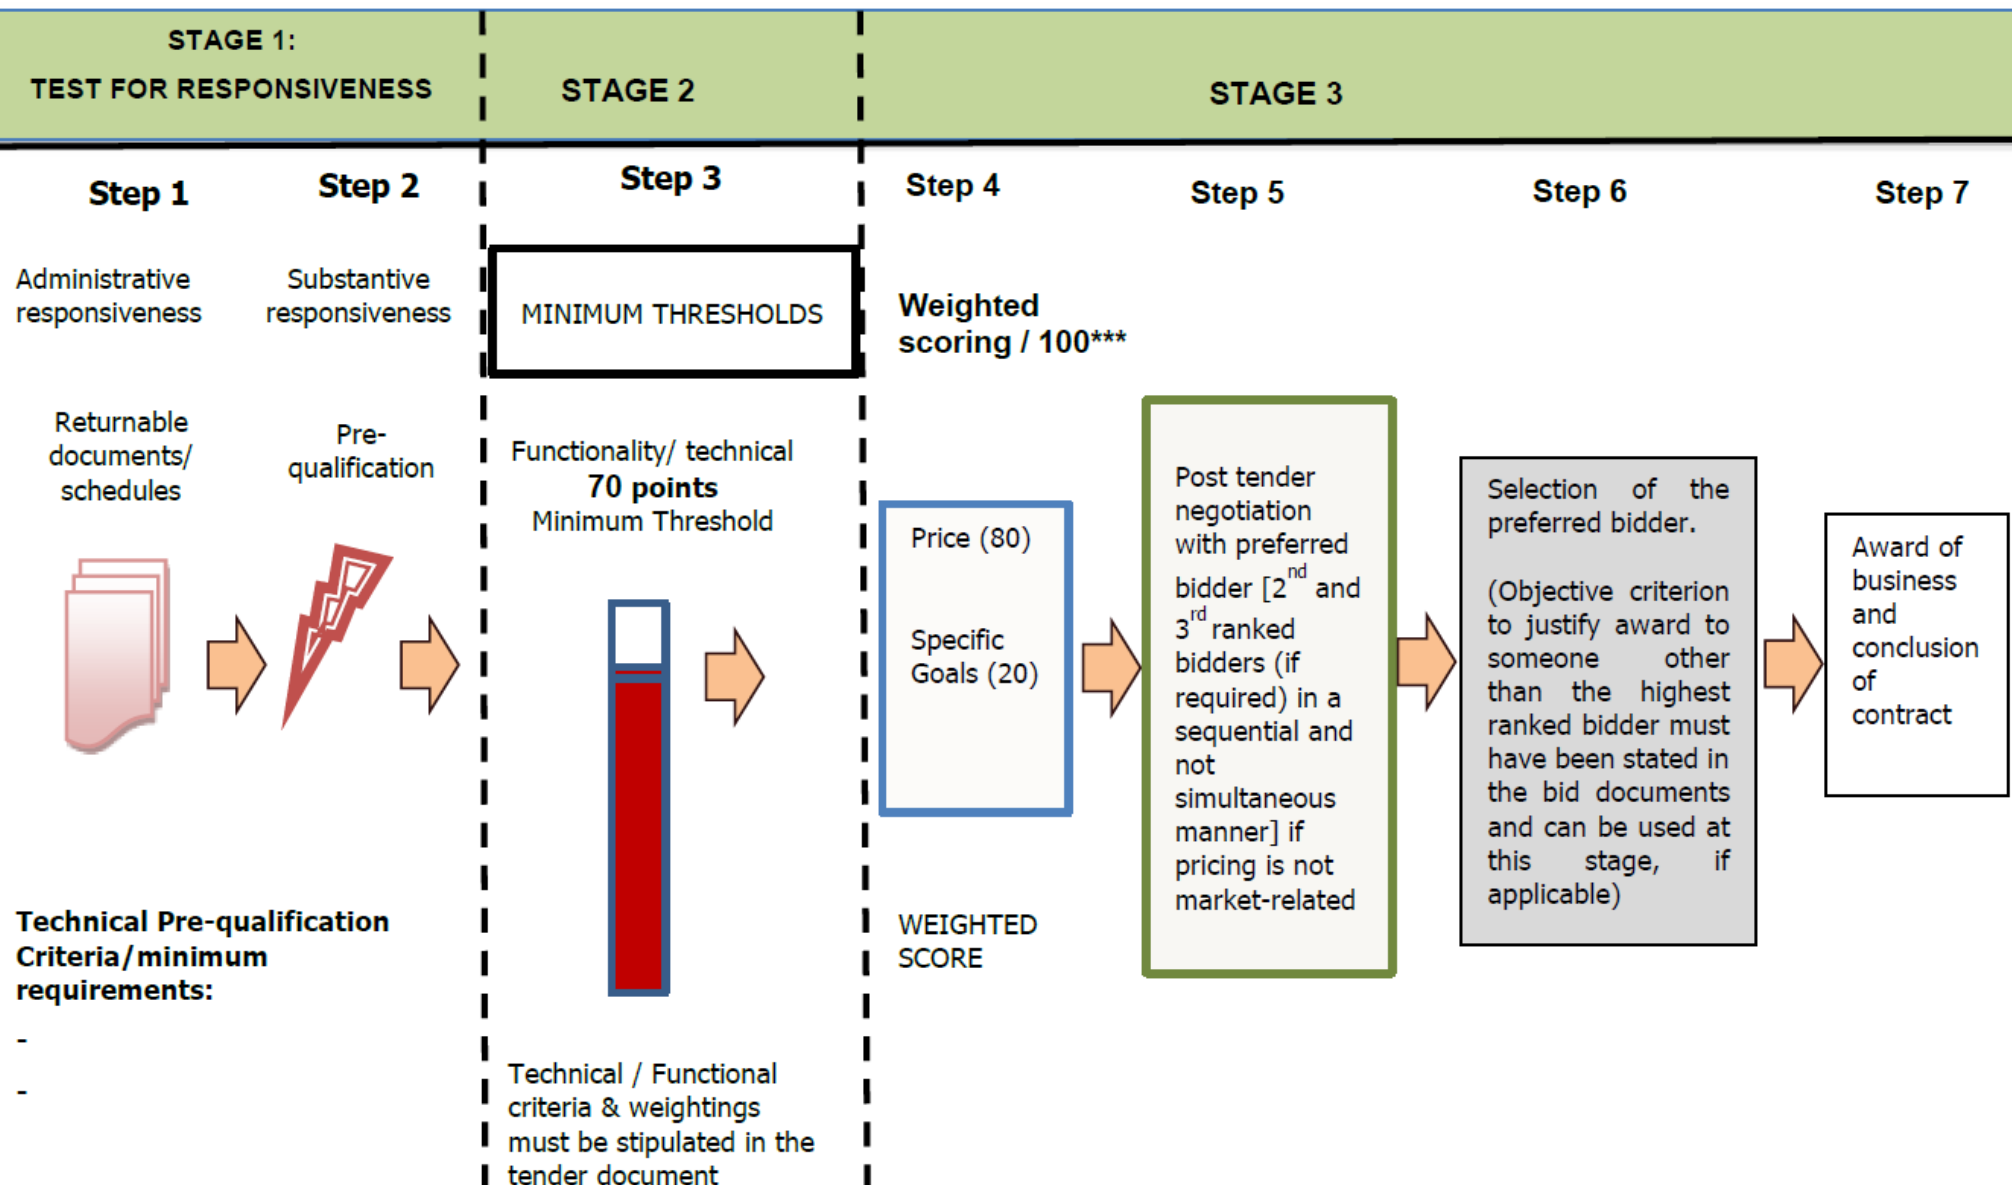 STAGE 1:
TEST FOR RESPONSIVENESS
STAGE 2
STAGE 3
Step 1
Step 2
Step 3
Step 4
Step 5
Step 6
Step 7
Administrative
responsiveness
Substantive
responsiveness
MINIMUM THRESHOLDS
Weighted
scoring / 100***
Returnable
documents/
schedules
Pre-
qualification
Functionality/ technical
70 points
Minimum Threshold
Price (80)
Specific
Goals (20)
Post tender
negotiation
with preferred
bidder [2nd and
3rd ranked
bidders (if
required) in a
sequential and
not
simultaneous
manner] if
pricing is not
market-related
Selection of the
preferred bidder.
(Objective criterion
to justify award to
someone other
than the highest
ranked bidder must
have been stated in
the bid documents
and can be used at
this stage, if
applicable)
Award of
business
and
conclusion
of
contract
Technical Pre-qualification
Criteria/minimum
requirements:
-
-
WEIGHTED
SCORE
Technical / Functional
criteria & weightings
must be stipulated in the
tender document